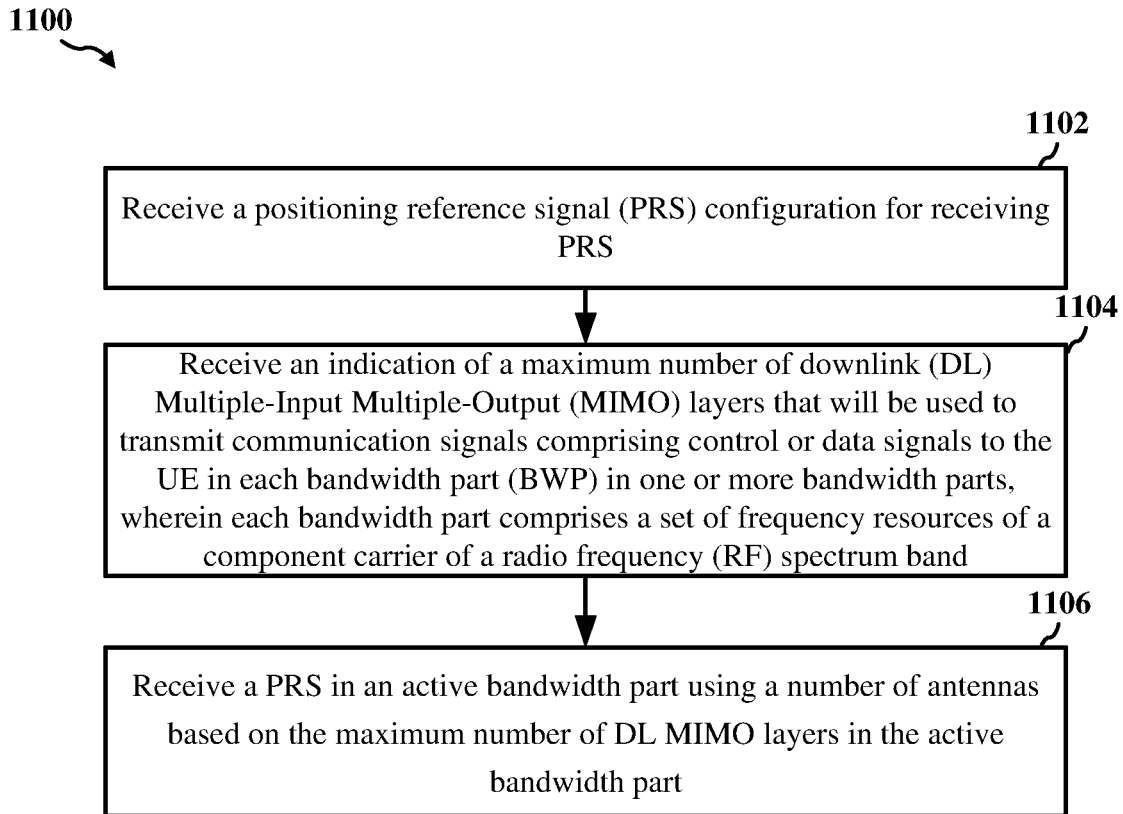 1100
1102
Receive a positioning reference signal (PRS) configuration for receiving
PRS
1104
Receive an indication of a maximum number of downlink (DL)
Multiple-Input Multiple-Output (MIMO) layers that will be used to
transmit communication signals comprising control or data signals to the
UE in each bandwidth part (BWP) in one or more bandwidth parts,
wherein each bandwidth part comprises a set of frequency resources of a
component carrier of a radio frequency (RF) spectrum band
1106
Receive a PRS in an active bandwidth part using a number of antennas
based on the maximum number of DL MIMO layers in the active
bandwidth part